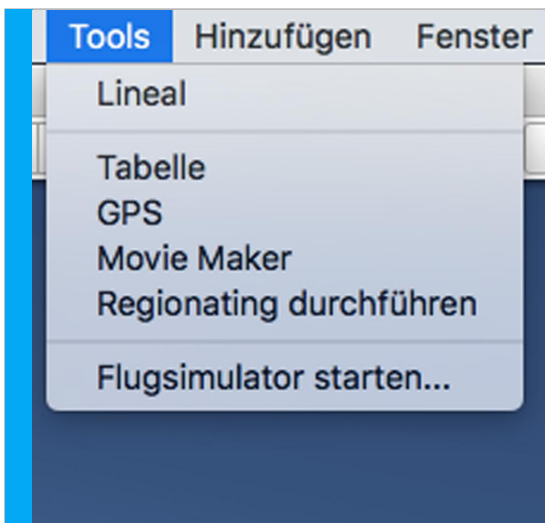 Tools Hinzufügen Fenster
Lineal
Tabelle
GPS
Movie Maker
Regionating durchführen
Flugsimulator starten...